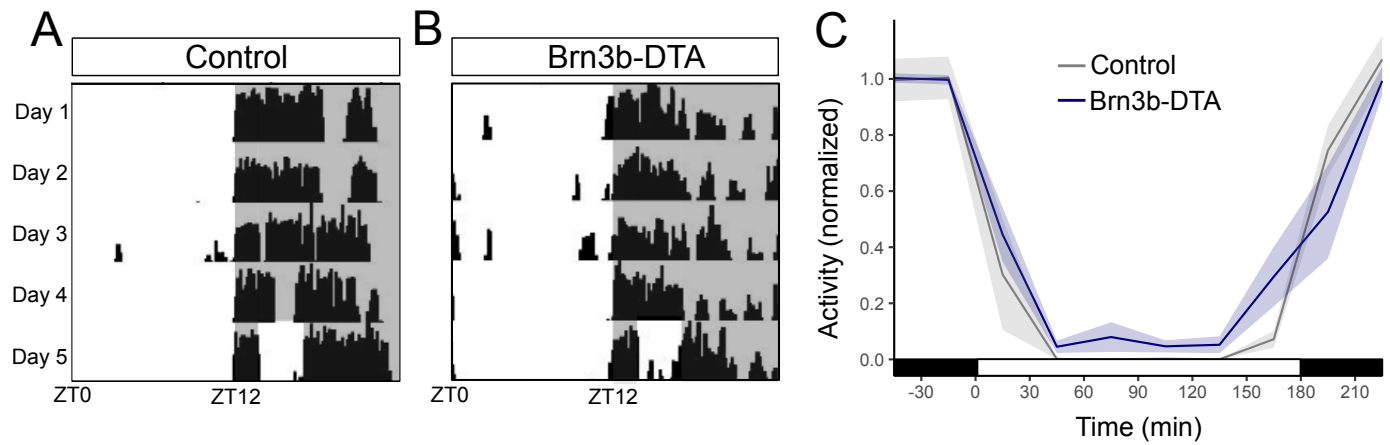 A
Control
Day 1
Day 2
Day 3
Day 4
Day 5
ZT0
ZT12
B
Brn3b-DTA
ZT0
ZT12
C
Control
Brn3b-DTA
Activity (normalized)
1.0
0.8
0.6
0.4
0.2
0.0
-30 0 30 60 90 120 150 180 210
Time (min)